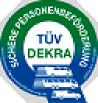 SICHERE PERSONENBEFÖRDERUNG
TÜV
DEKRA